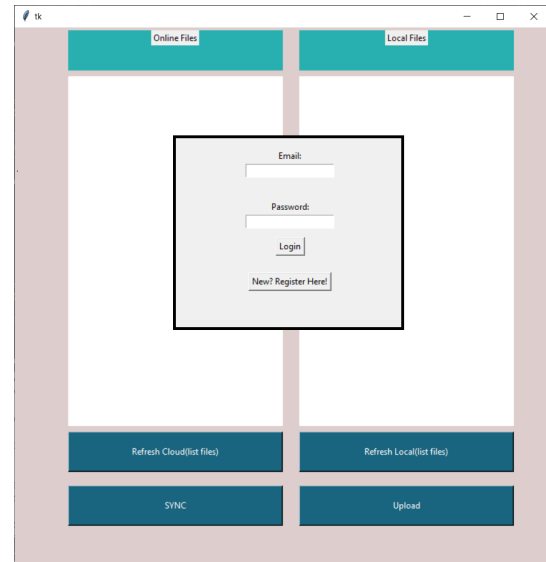 tk
Online Files
Local Files
Email:
Password:
Login
New? Register Here!
Refresh Cloud(list files)
Refresh Local(list files)
SYNC
Upload